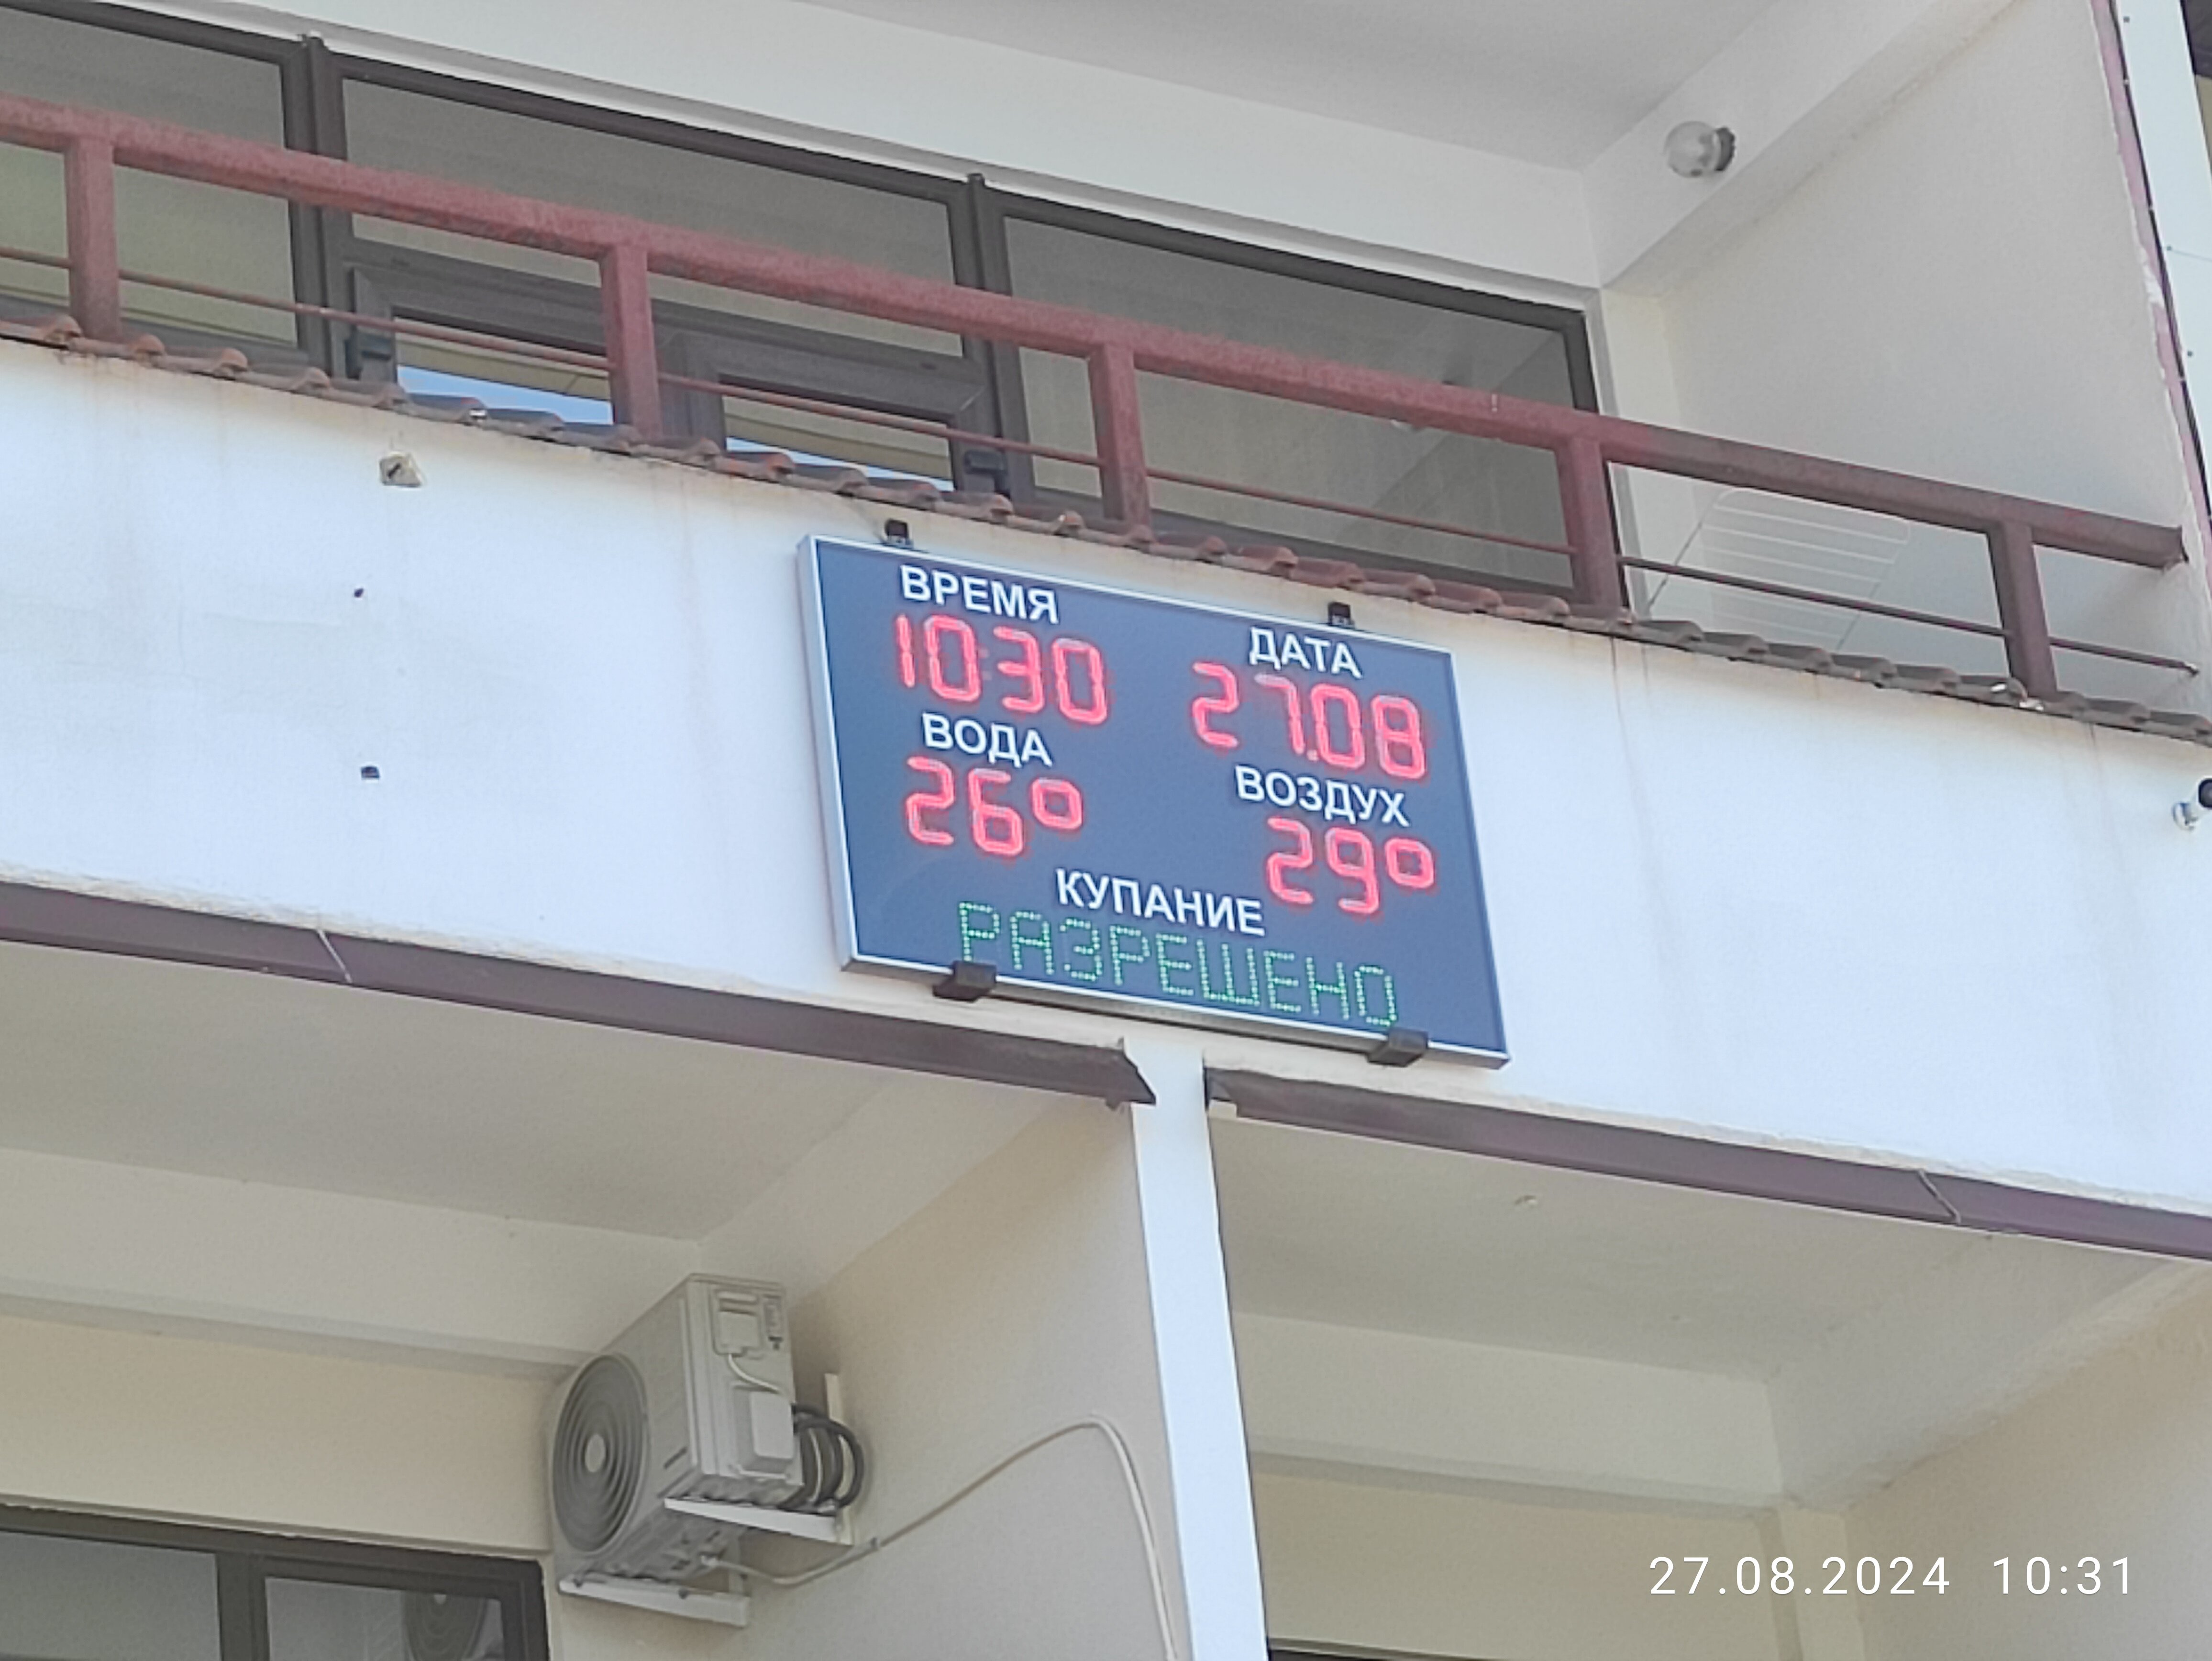 ВРЕМЯ
10:30
ДАТА
27.08
ВОДА
26°
ВОЗДУХ
29°
КУПАНИЕ
РАЗРЕШЕНО
27.08.2024 10:31